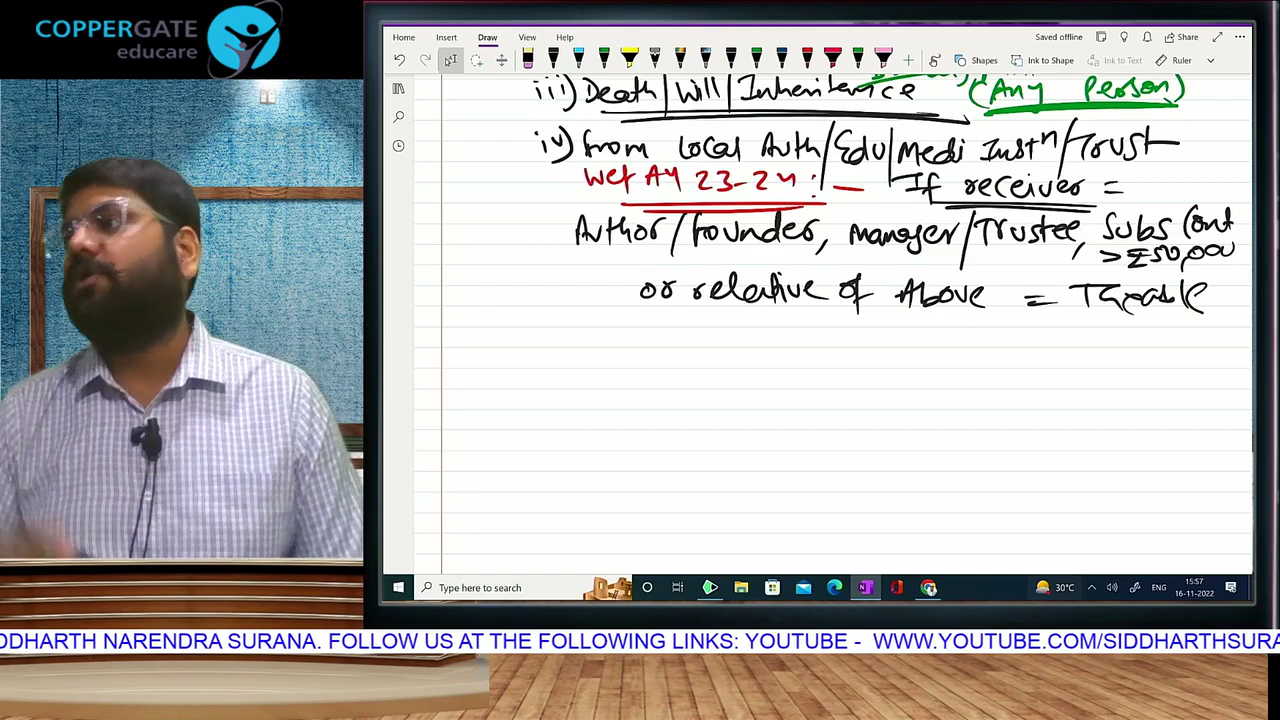 COPPERGATE
educare
Home Insert Draw View Help
Saved offline
Share
Shapes
Ink to Shape
Ink to Text
Ruler
iii) Death/Will/Inheritence (Any Person)
iv) From Local Auth/Edu/Medi Instn/Trust
Wef AY 23-24 : — If receiver =
Author/founder, manager/Trustee, Subs Cont
> ₹50,000
or relative of Above = Taxable
Type here to search
30°C
ENG
15:57
16-11-2022
DDHARTH NARENDRA SURANA. FOLLOW US AT THE FOLLOWING LINKS: YOUTUBE - WWW.YOUTUBE.COM/SIDDHARTHSURA